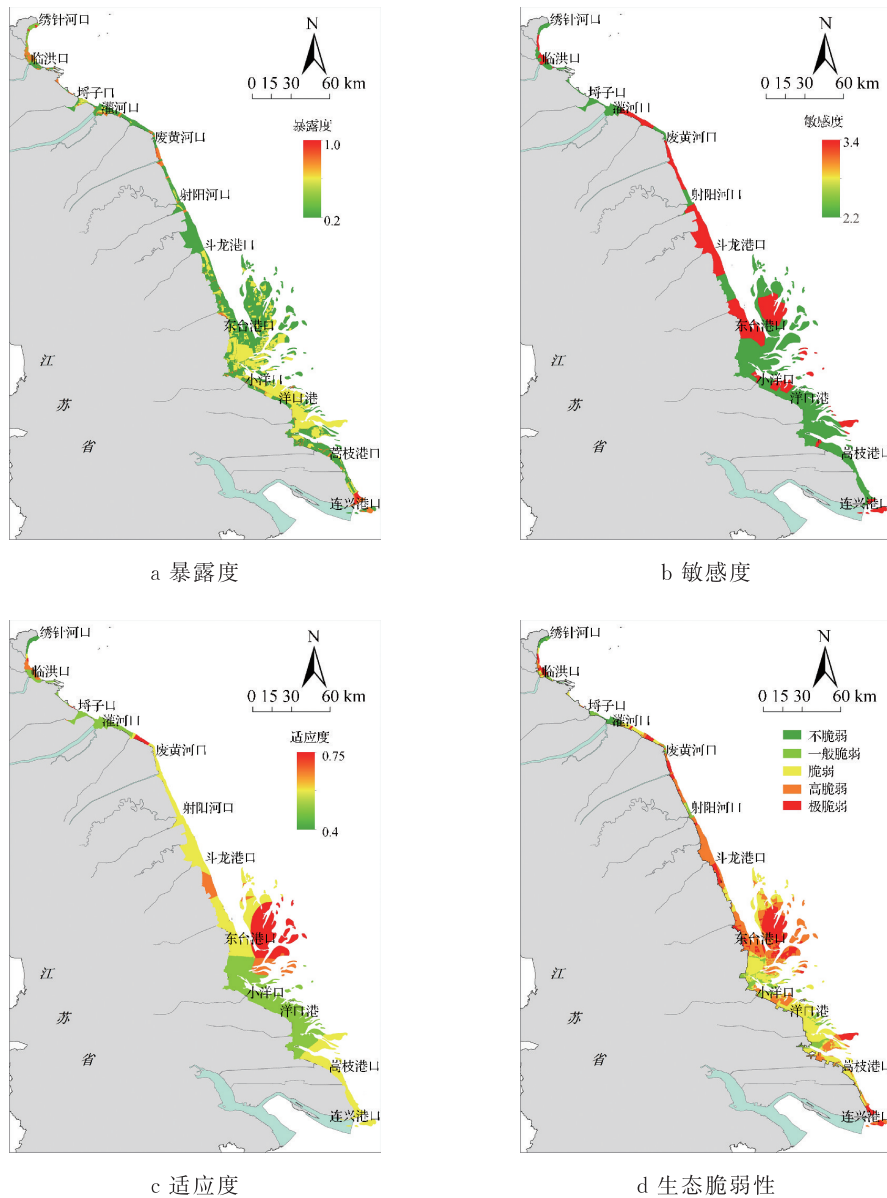 绣针河口
临洪口
埒子口
灌河口
废黄河口
射阳河口
斗龙港口
东台港口
小洋口
洋口港
蒿枝港口
连兴港口
江
苏
省
N
0 15 30 60 km
暴露度
1.0
0.2
a 暴露度
绣针河口
临洪口
埒子口
灌河口
废黄河口
射阳河口
斗龙港口
东台港口
小洋口
洋口港
蒿枝港口
连兴港口
江
苏
省
N
0 15 30 60 km
敏感度
3.4
2.2
b 敏感度
绣针河口
临洪口
埒子口
灌河口
废黄河口
射阳河口
斗龙港口
东台港口
小洋口
洋口港
蒿枝港口
连兴港口
江
苏
省
N
0 15 30 60 km
适应度
0.75
0.4
c 适应度
绣针河口
临洪口
埒子口
灌河口
废黄河口
射阳河口
斗龙港口
东台港口
小洋口
洋口港
蒿枝港口
连兴港口
江
苏
省
N
0 15 30 60 km
不脆弱
一般脆弱
脆弱
高脆弱
极脆弱
d 生态脆弱性